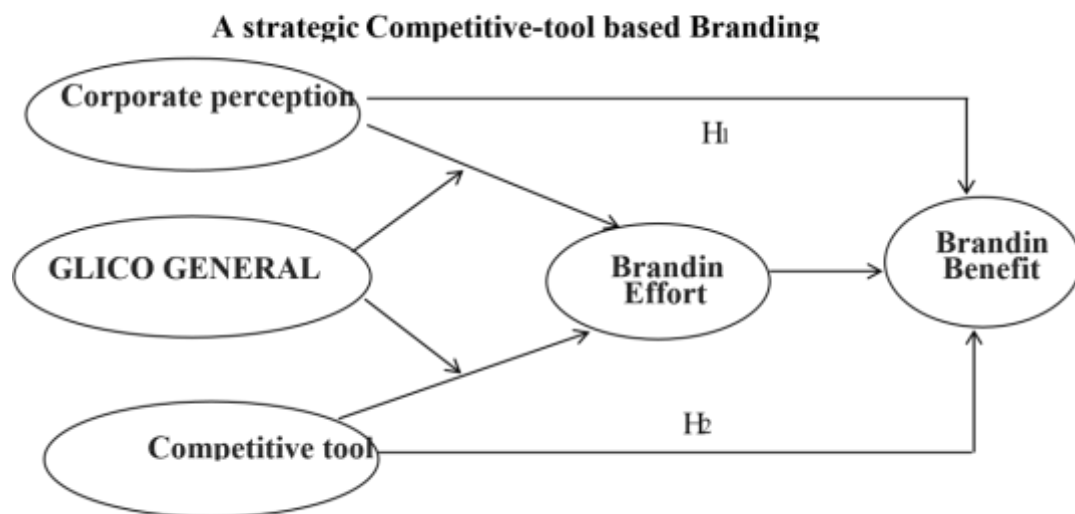 A strategic Competitive-tool based Branding
Corporate perception
H1
GLICO GENERAL
Brandin
Effort
Brandin
Benefit
H2
Competitive tool